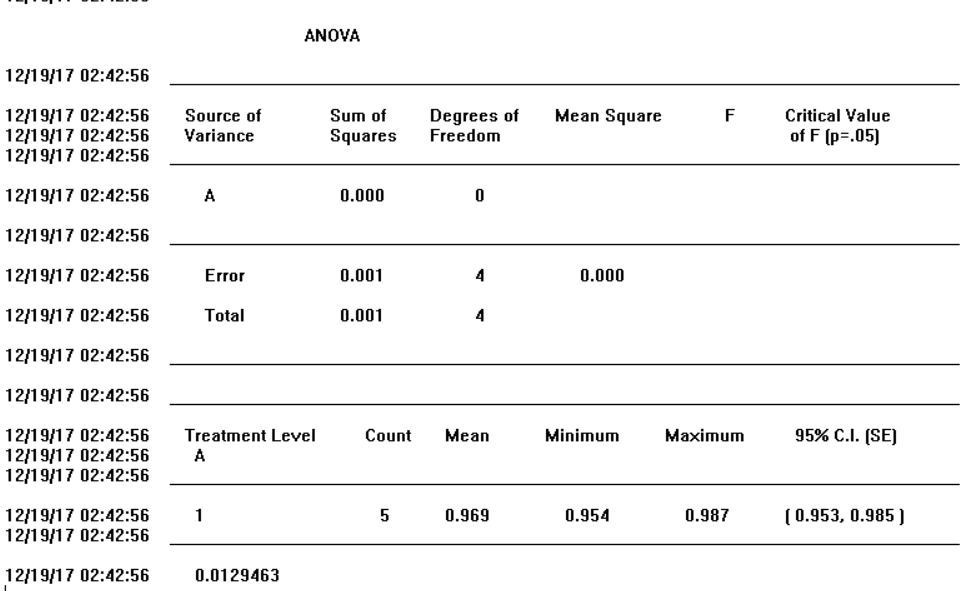 ANOVA
12/19/17 02:42:56
12/19/17 02:42:56 Source of Sum of Degrees of Mean Square F Critical Value
12/19/17 02:42:56 Variance Squares Freedom of F (p=.05)
12/19/17 02:42:56
12/19/17 02:42:56 A 0.000 0
12/19/17 02:42:56
12/19/17 02:42:56 Error 0.001 4 0.000
12/19/17 02:42:56 Total 0.001 4
12/19/17 02:42:56
12/19/17 02:42:56
12/19/17 02:42:56 Treatment Level Count Mean Minimum Maximum 95% C.I. (SE)
12/19/17 02:42:56 A
12/19/17 02:42:56
12/19/17 02:42:56 1 5 0.969 0.954 0.987 ( 0.953, 0.985 )
12/19/17 02:42:56
12/19/17 02:42:56 0.0129463